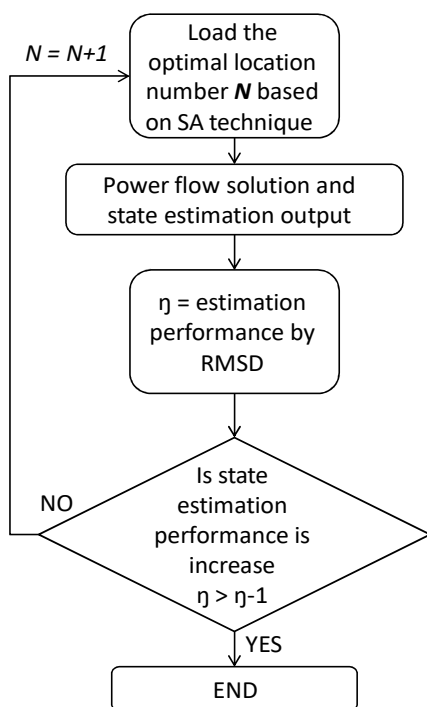 N = N+1
Load the
optimal location
number N based
on SA technique
Power flow solution and
state estimation output
ŋ = estimation
performance by
RMSD
Is state
estimation
performance is
increase
ŋ > ŋ-1
NO
YES
END